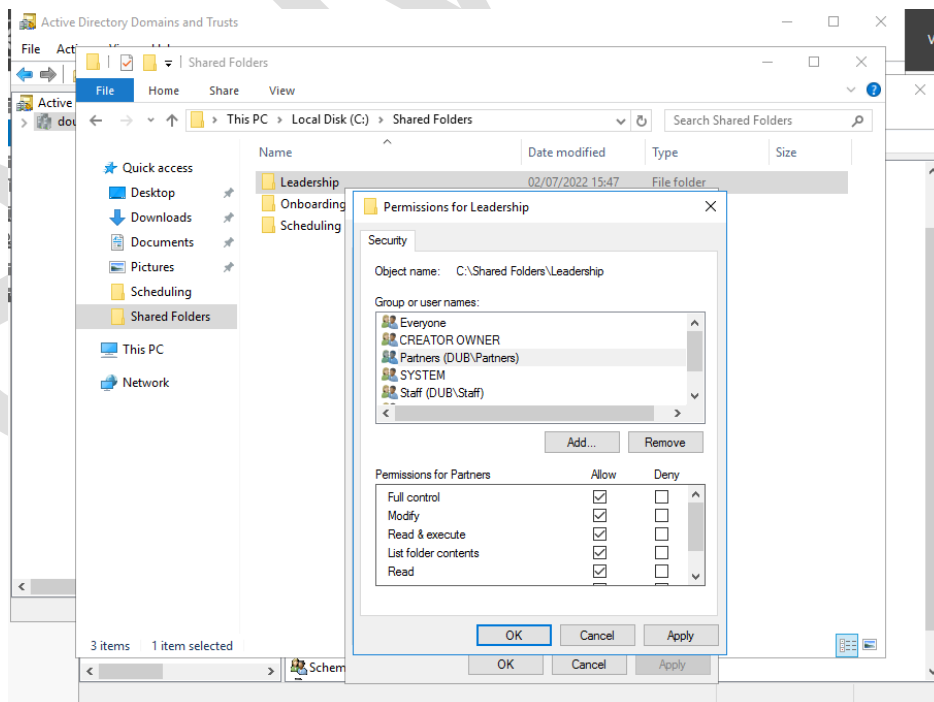 Active Directory Domains and Trusts
File
Shared Folders
File Home Share View
Active
This PC > Local Disk (C:) > Shared Folders
Search Shared Folders
Name Date modified Type Size
Quick access
Desktop
Downloads
Documents
Pictures
Scheduling
Shared Folders
This PC
Network
Leadership 02/07/2022 15:47 File folder
Onboarding
Scheduling
Permissions for Leadership
Security
Object name: C:\Shared Folders\Leadership
Group or user names:
Everyone
CREATOR OWNER
Partners (DUB\Partners)
SYSTEM
Staff (DUB\Staff)
Add... Remove
Permissions for Partners Allow Deny
Full control
Modify
Read & execute
List folder contents
Read
OK Cancel Apply
3 items 1 item selected
Schem
OK Cancel Apply